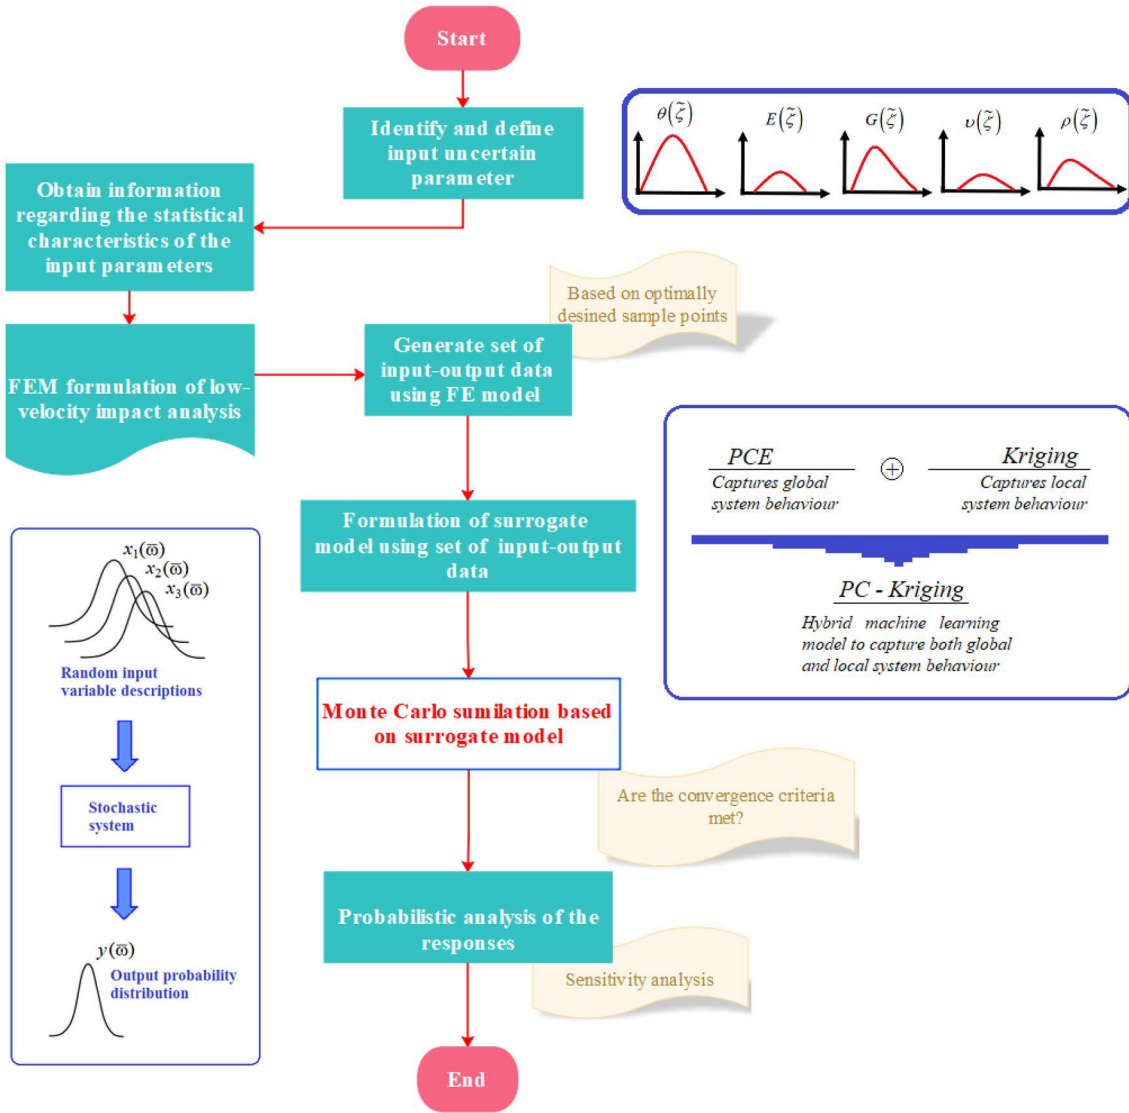 Start
Identify and define
input uncertain
parameter
θ(ζ̃)
E(ζ̃)
G(ζ̃)
υ(ζ̃)
ρ(ζ̃)
Obtain information
regarding the statistical
characteristics of the
input parameters
Based on optimally
desined sample points
FEM formulation of low-
velocity impact analysis
Generate set of
input-output data
using FE model
PCE
Captures global
system behaviour
+
Kriging
Captures local
system behaviour
PC - Kriging
Hybrid machine learning
model to capture both global
and local system behaviour
Formulation of surrogate
model using set of input-output
data
x1(ω̅)
x2(ω̅)
x3(ω̅)
Random input
variable descriptions
Stochastic
system
y(ω̅)
Output probability
distribution
Monte Carlo sumilation based
on surrogate model
Are the convergence criteria
met?
Probabilistic analysis of the
responses
Sensitivity analysis
End